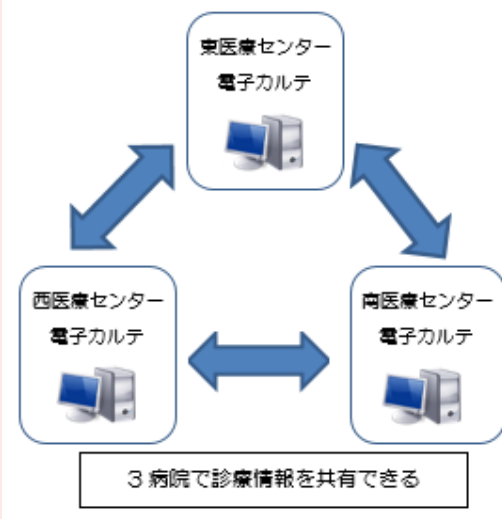 東医療センター
電子カルテ
西医療センター
電子カルテ
南医療センター
電子カルテ
3病院で診療情報を共有できる